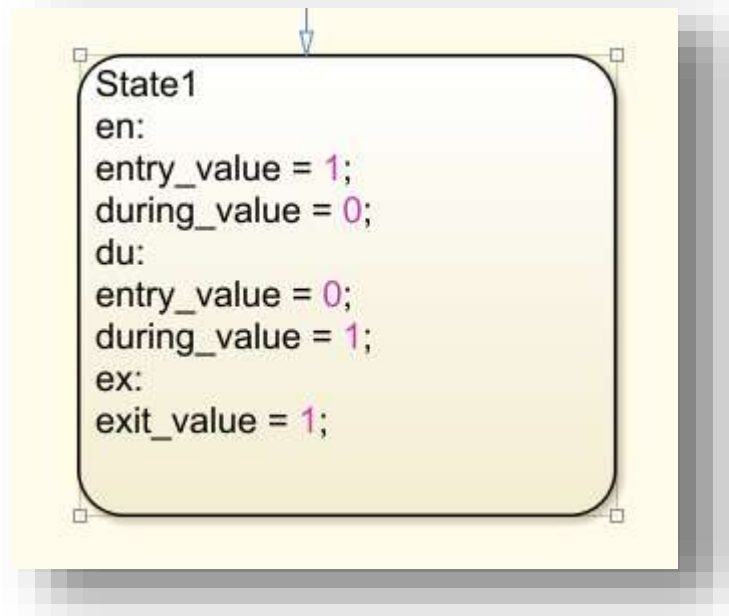 State1
en:
entry_value = 1;
during_value = 0;
du:
entry_value = 0;
during_value = 1;
ex:
exit_value = 1;